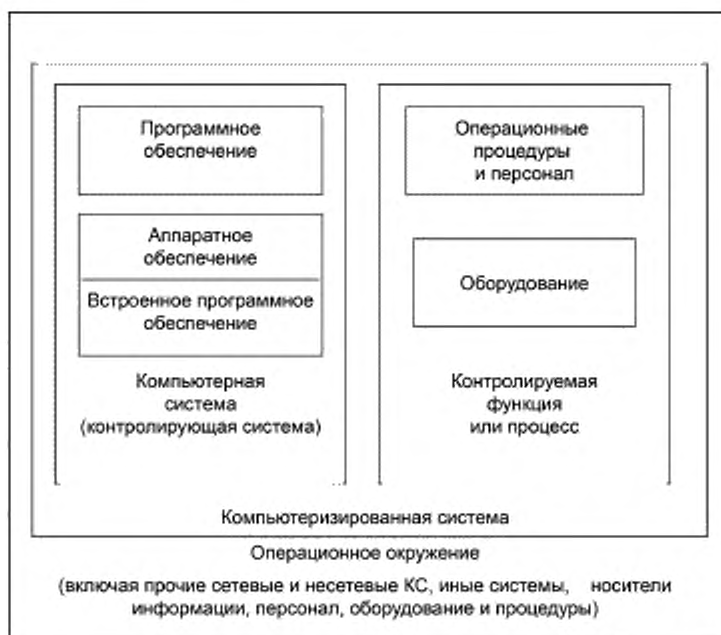 Программное
обеспечение
Аппаратное
обеспечение
Встроенное программное
обеспечение
Компьютерная
система
(контролирующая система)
Операционные
процедуры
и персонал
Оборудование
Контролируемая
функция
или процесс
Компьютеризированная система
Операционное окружение
(включая прочие сетевые и несетевые КС, иные системы, носители
информации, персонал, оборудование и процедуры)